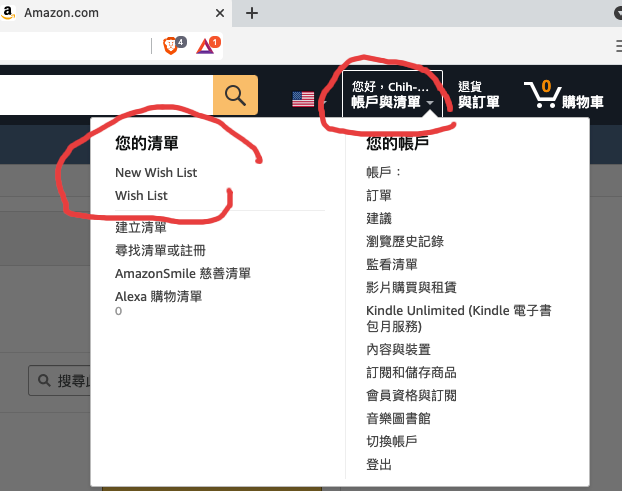 Amazon.com
4
1
您好，Chih-...
帳戶與清單
退貨
與訂單
0
購物車
您的清單
New Wish List
Wish List
建立清單
尋找清單或註冊
AmazonSmile 慈善清單
Alexa 購物清單
0
您的帳戶
帳戶：
訂單
建議
瀏覽歷史記錄
監看清單
影片購買與租賃
Kindle Unlimited (Kindle 電子書
包月服務)
內容與裝置
訂閱和儲存商品
會員資格與訂閱
音樂圖書館
切換帳戶
登出
搜尋